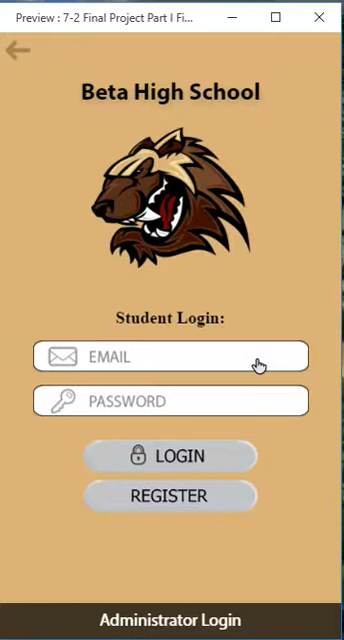 Preview : 7-2 Final Project Part I Fi...
Beta High School
Student Login:
EMAIL
PASSWORD
LOGIN
REGISTER
Administrator Login